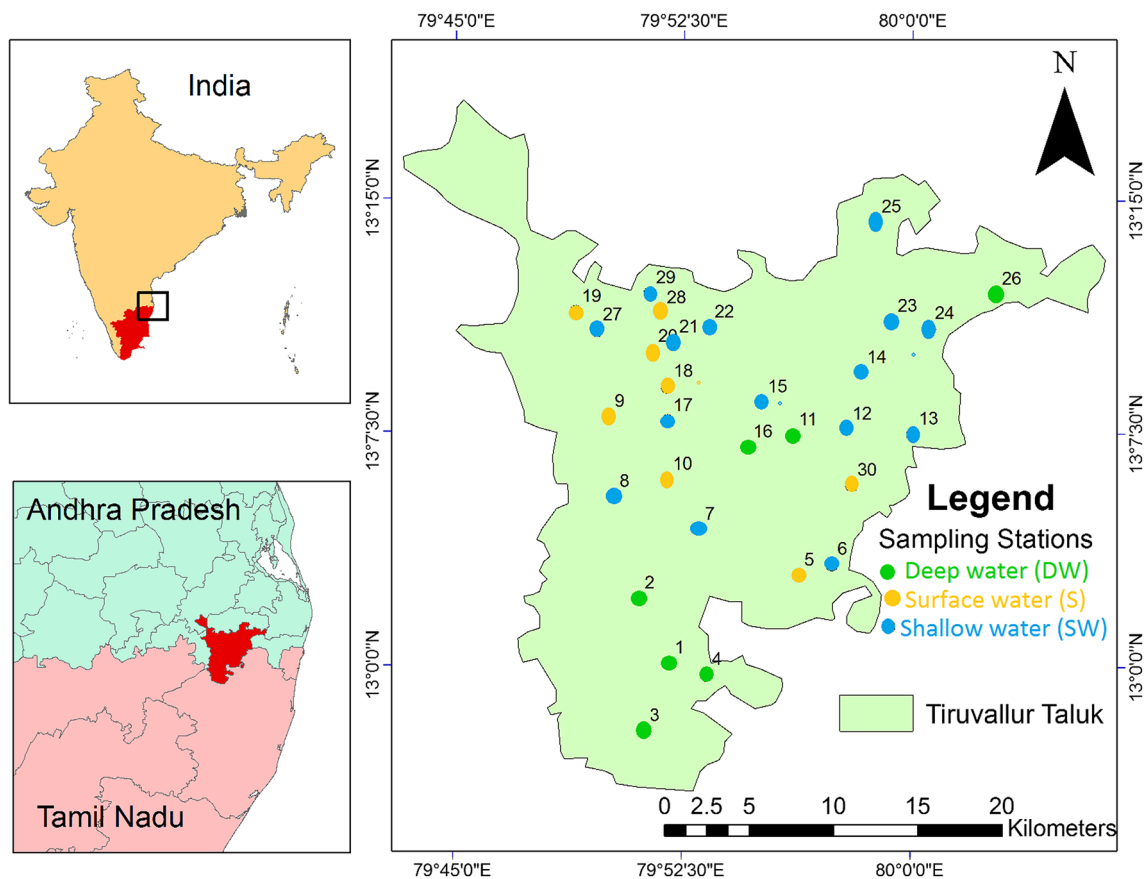 79°45'0"E 79°52'30"E 80°0'0"E
India
N
13°15'0"N
13°15'0"N
25
26
29
19
28
27
22
21
20
23
24
18
14
15
9
17
11
12
13
16
13°7'30"N
13°7'30"N
10
30
8
7
Legend
Sampling Stations
Deep water (DW)
Surface water (S)
Shallow water (SW)
5
6
2
1
4
3
13°0'0"N
13°0'0"N
Tiruvallur Taluk
Andhra Pradesh
Tamil Nadu
0 2.5 5 10 15 20
Kilometers
79°45'0"E 79°52'30"E 80°0'0"E